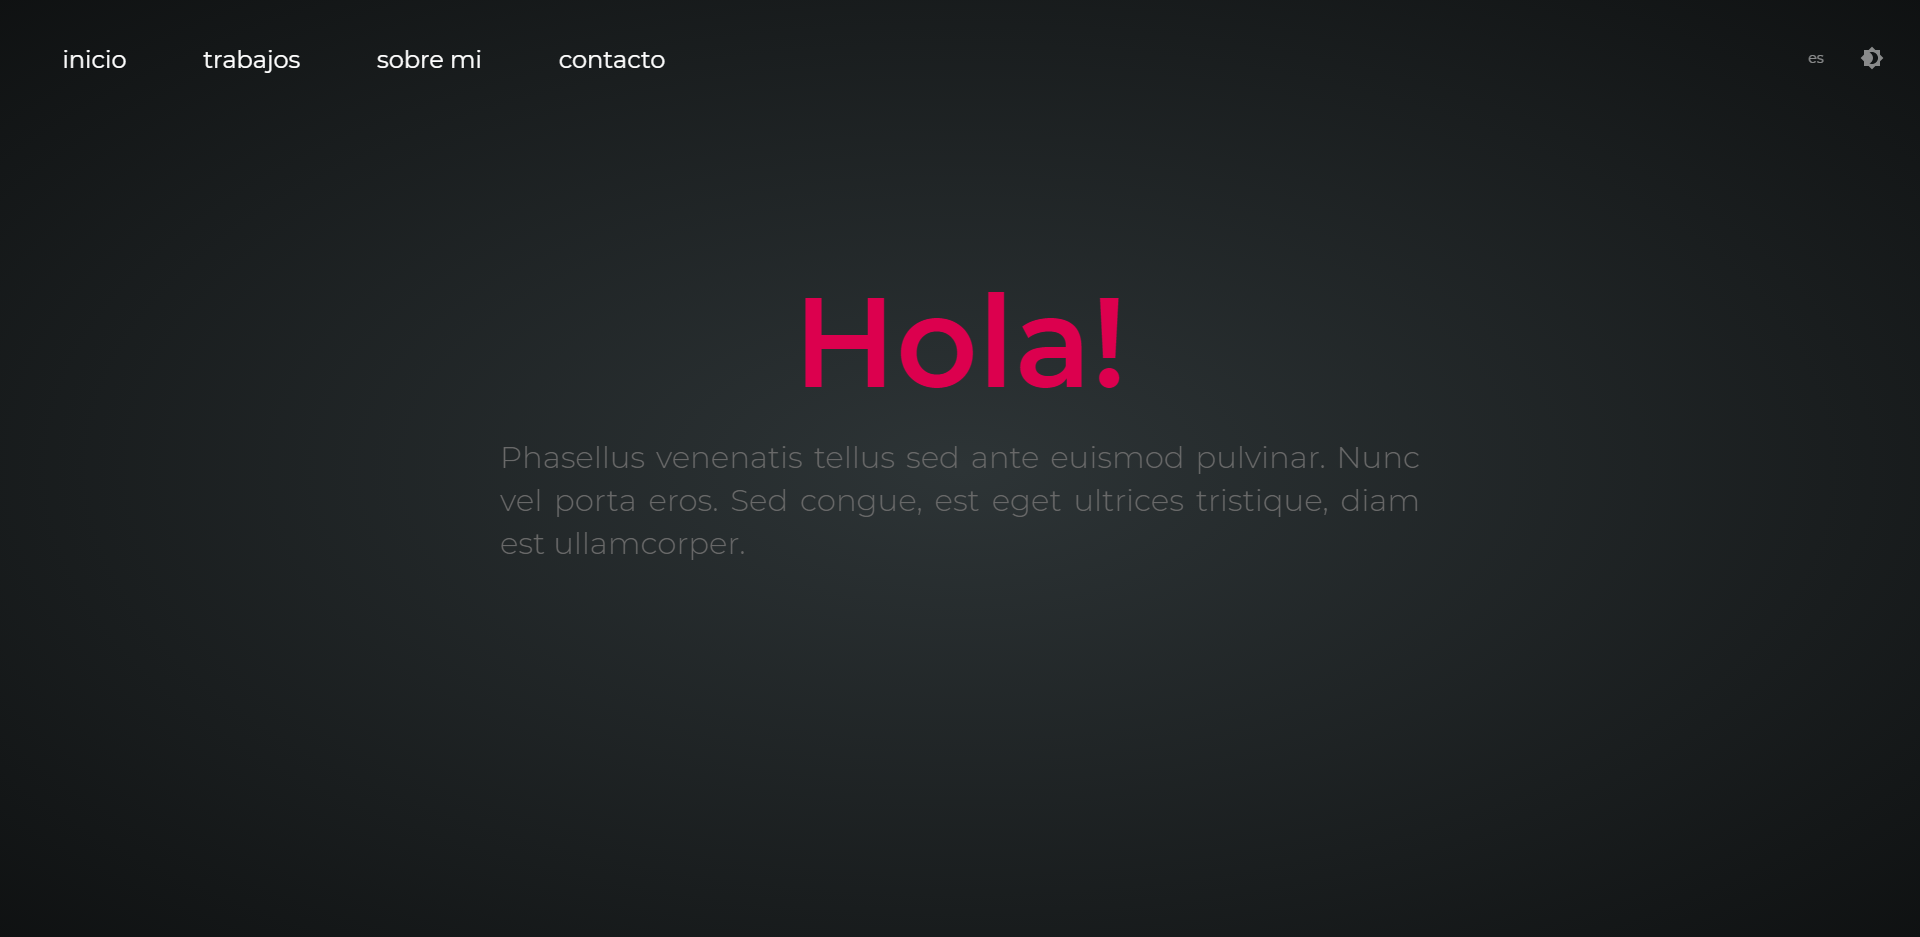 inicio trabajos sobre mi contacto es
Hola!
Phasellus venenatis tellus sed ante euismod pulvinar. Nunc
vel porta eros. Sed congue, est eget ultrices tristique, diam
est ullamcorper.